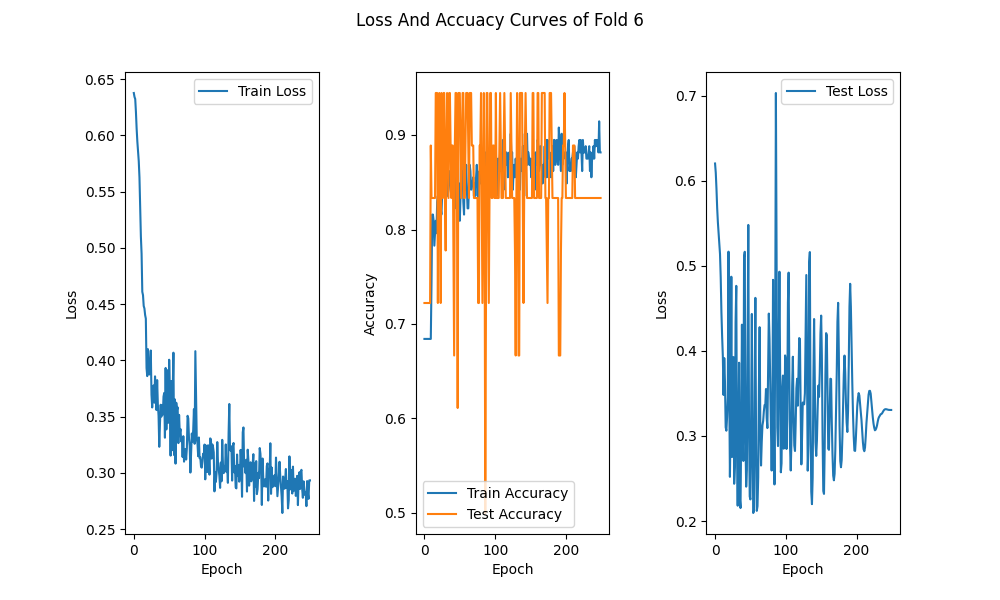 Loss And Accuacy Curves of Fold 6
0.65
0.60
0.55
0.50
0.45
0.40
0.35
0.30
0.25
Loss
0
100
200
Epoch
Train Loss
0.9
0.8
0.7
0.6
0.5
Accuracy
0
100
200
Epoch
Train Accuracy
Test Accuracy
0.7
0.6
0.5
0.4
0.3
0.2
Loss
0
100
200
Epoch
Test Loss